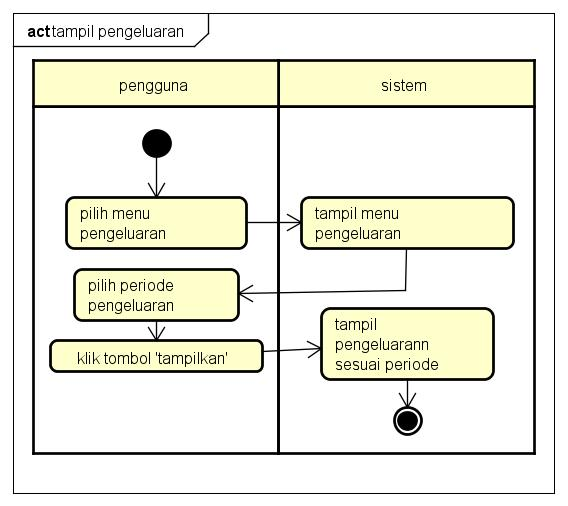 act tampil pengeluaran
pengguna
sistem
pilih menu
pengeluaran
tampil menu
pengeluaran
pilih periode
pengeluaran
klik tombol 'tampilkan'
tampil
pengeluarann
sesuai periode